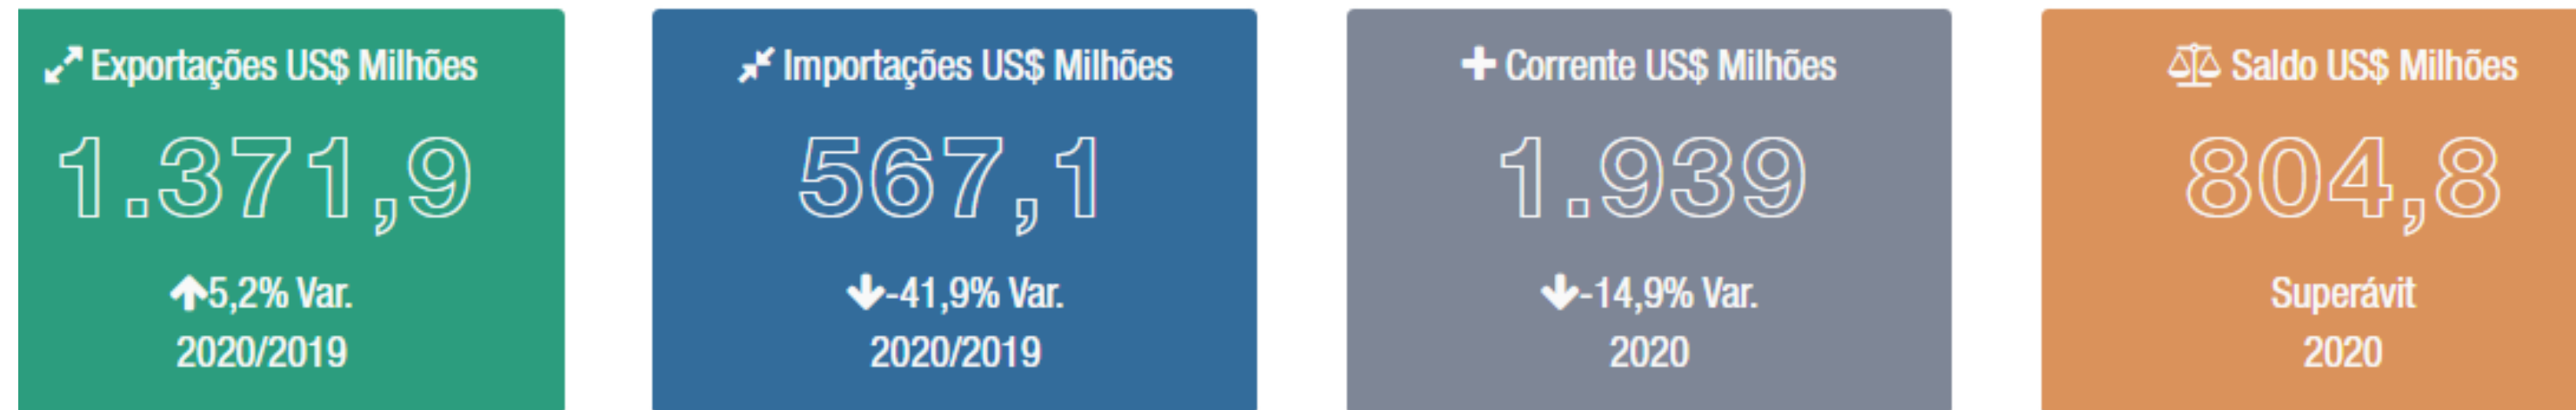 Exportações US$ Milhões
1.371,9
5,2% Var.
2020/2019
Importações US$ Milhões
567,1
-41,9% Var.
2020/2019
Corrente US$ Milhões
1.939
-14,9% Var.
2020
Saldo US$ Milhões
804,8
Superávit
2020